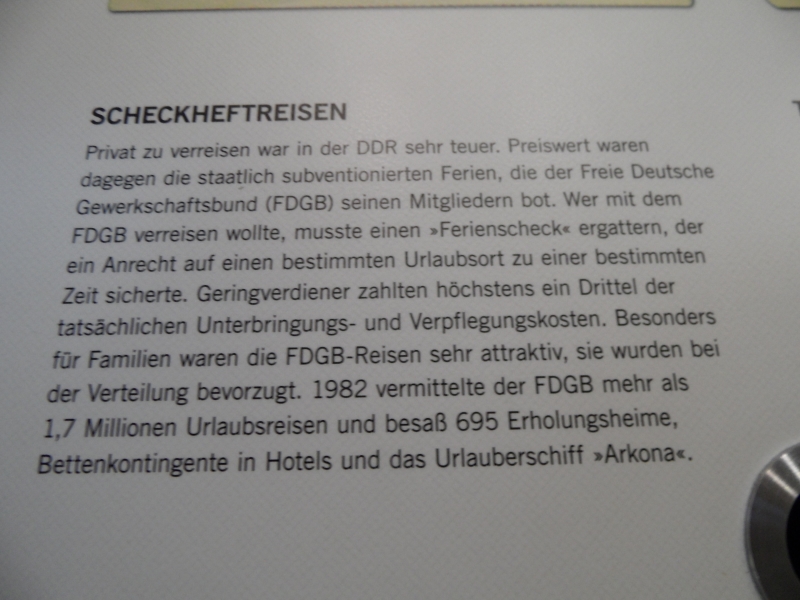 SCHECKHEFTREISEN
Privat zu verreisen war in der DDR sehr teuer. Preiswert waren
dagegen die staatlich subventionierten Ferien, die der Freie Deutsche
Gewerkschaftsbund (FDGB) seinen Mitgliedern bot. Wer mit dem
FDGB verreisen wollte, musste einen »Ferienscheck« ergattern, der
ein Anrecht auf einen bestimmten Urlaubsort zu einer bestimmten
Zeit sicherte. Geringverdiener zahlten höchstens ein Drittel der
tatsächlichen Unterbringungs- und Verpflegungskosten. Besonders
für Familien waren die FDGB-Reisen sehr attraktiv, sie wurden bei
der Verteilung bevorzugt. 1982 vermittelte der FDGB mehr als
1,7 Millionen Urlaubsreisen und besaß 695 Erholungsheime,
Bettenkontingente in Hotels und das Urlauberschiff »Arkona«.